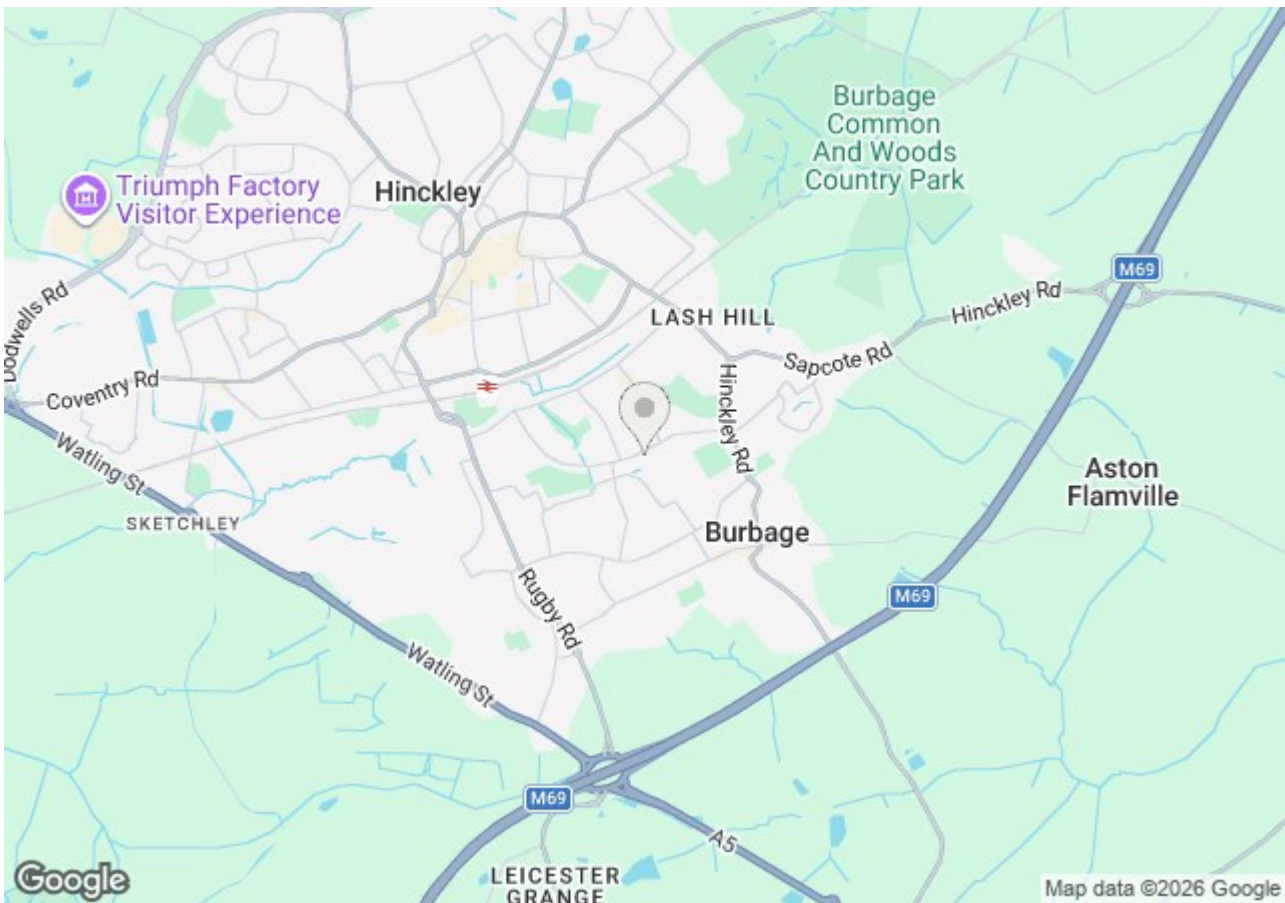 Burbage
Common
And Woods
Country Park
Triumph Factory
Visitor Experience
Hinckley
M69
Hinckley Rd
Dodwells Rd
LASH HILL
Sapcote Rd
Coventry Rd
Hinckley Rd
Watling St
Aston
Flamville
SKETCHLEY
Burbage
Rugby Rd
M69
Watling St
M69
A5
LEICESTER
GRANGE
Google
Map data ©2026 Google